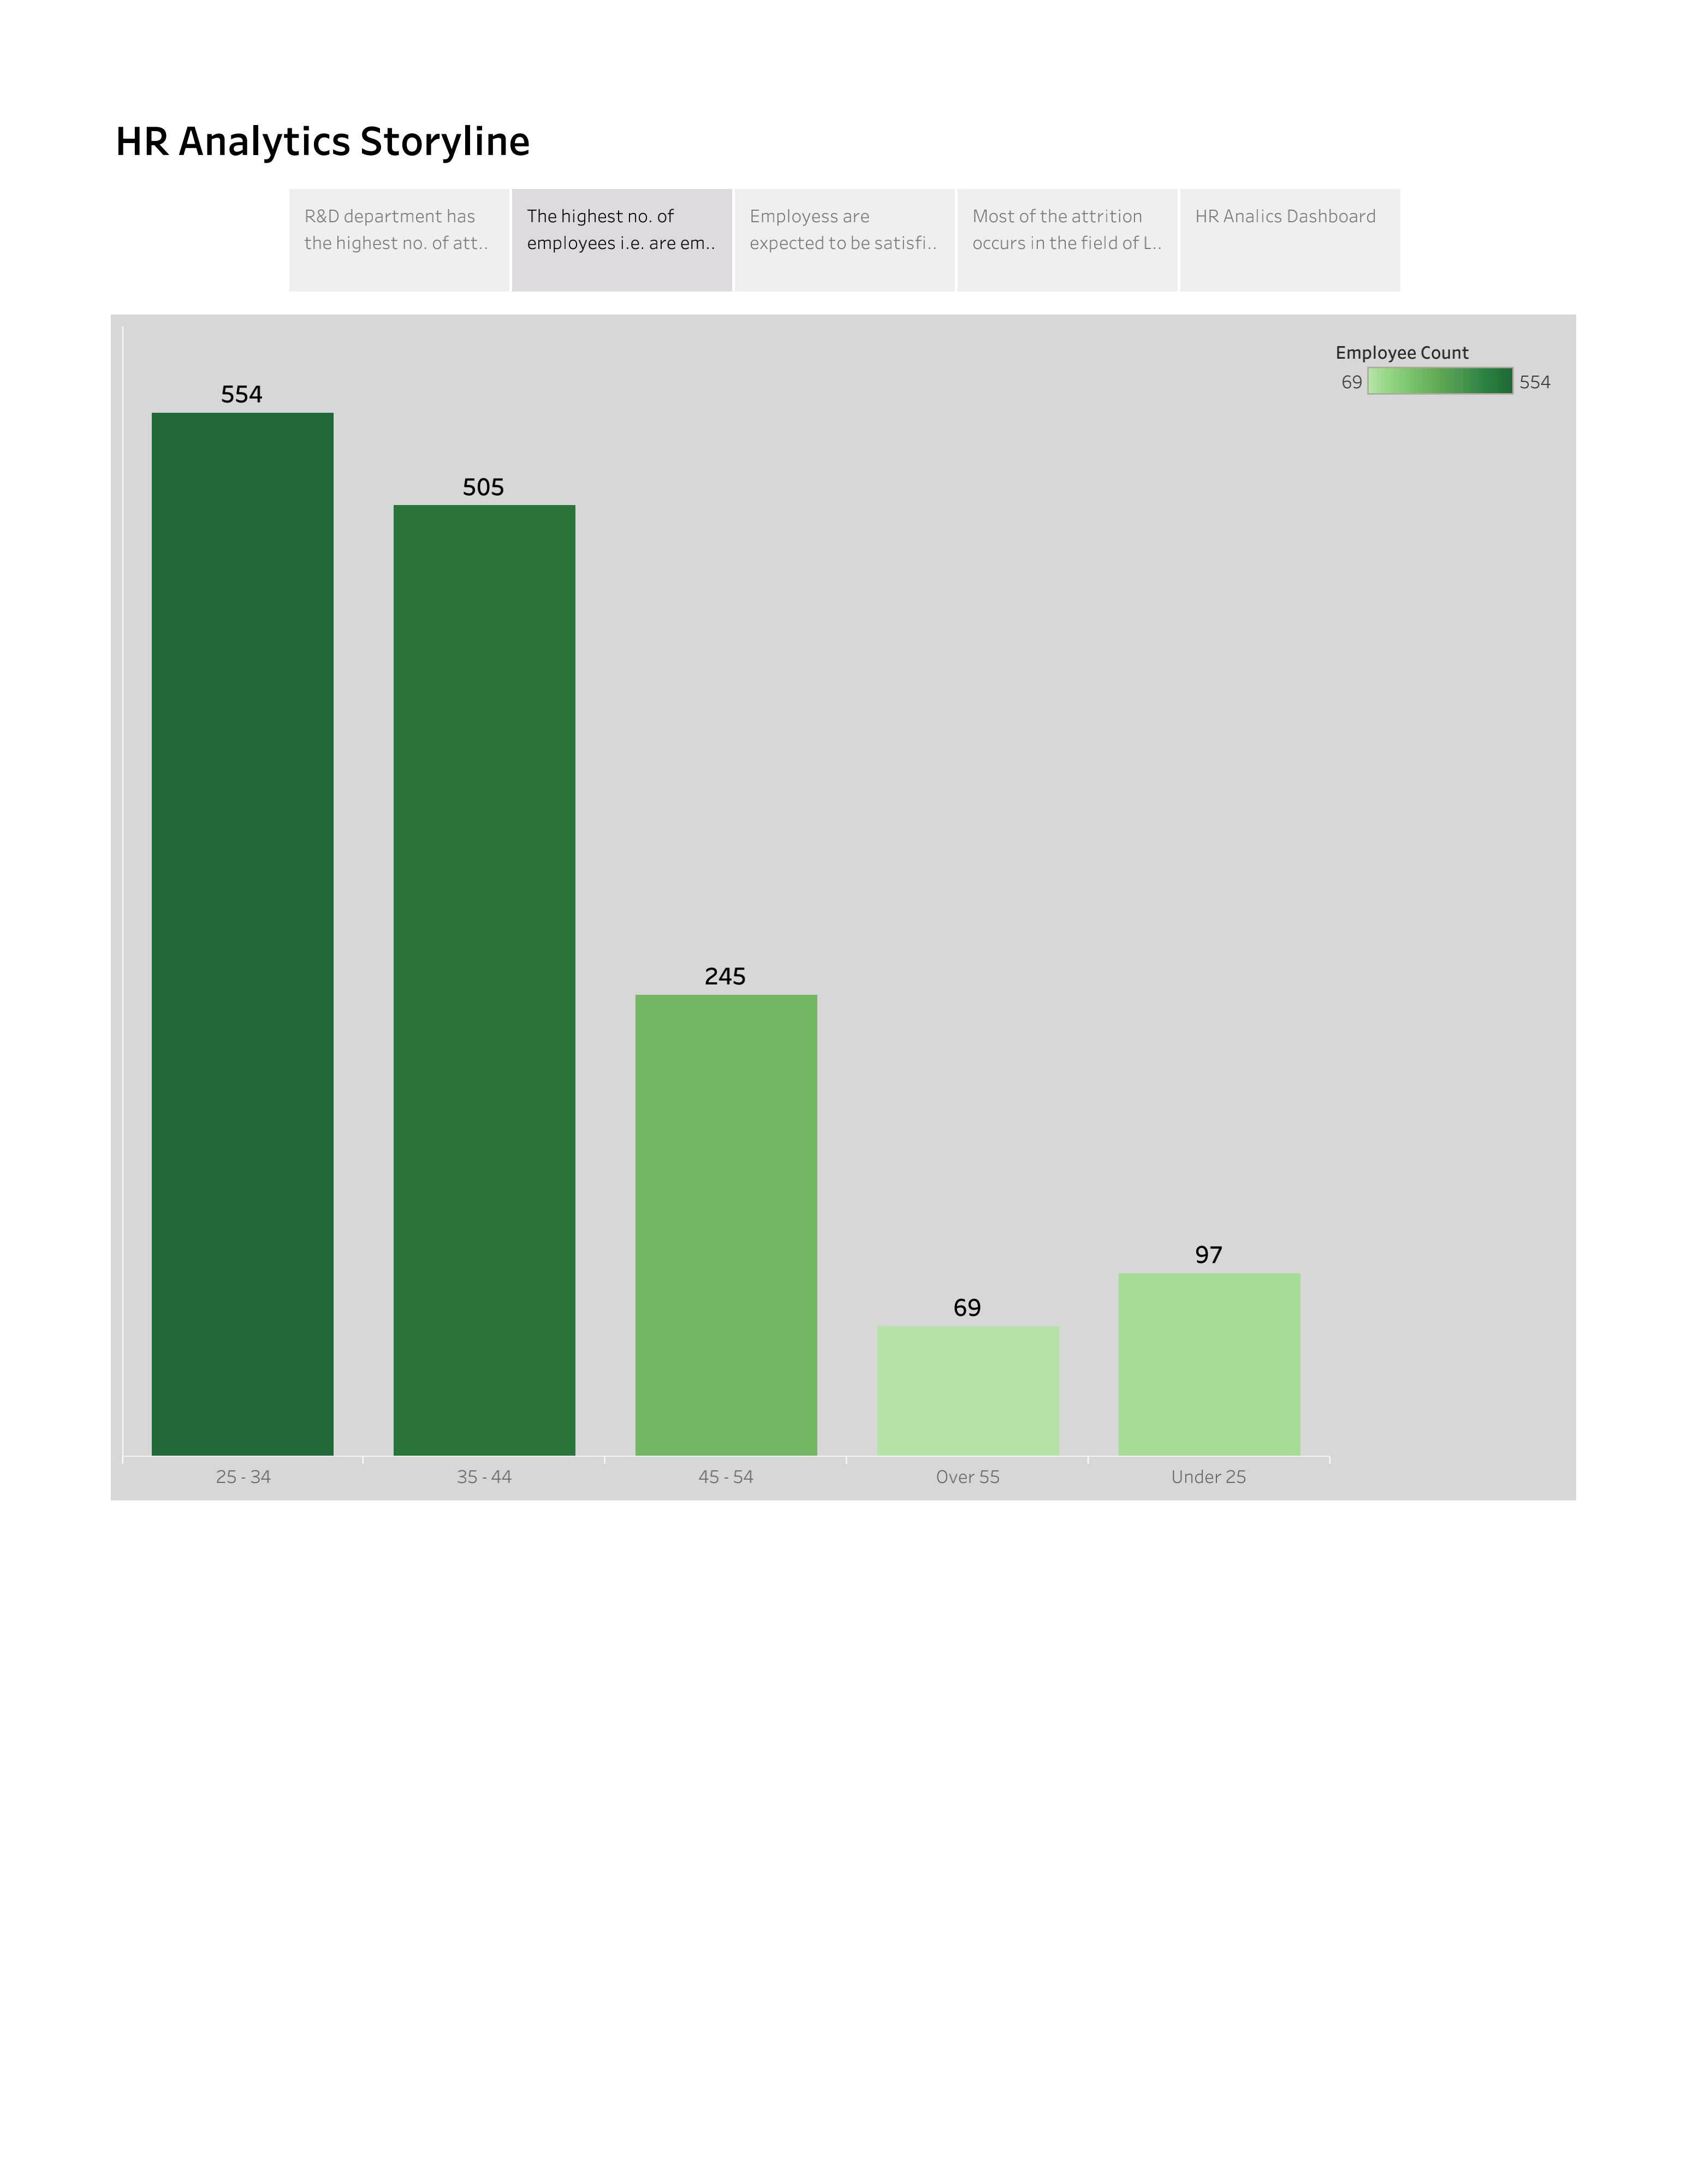 HR Analytics Storyline
R&D department has
the highest no. of att..
The highest no. of
employees i.e. are em..
Employess are
expected to be satisfi..
Most of the attrition
occurs in the field of L..
HR Analics Dashboard
Employee Count
69 554
554
505
245
69
97
25 - 34
35 - 44
45 - 54
Over 55
Under 25